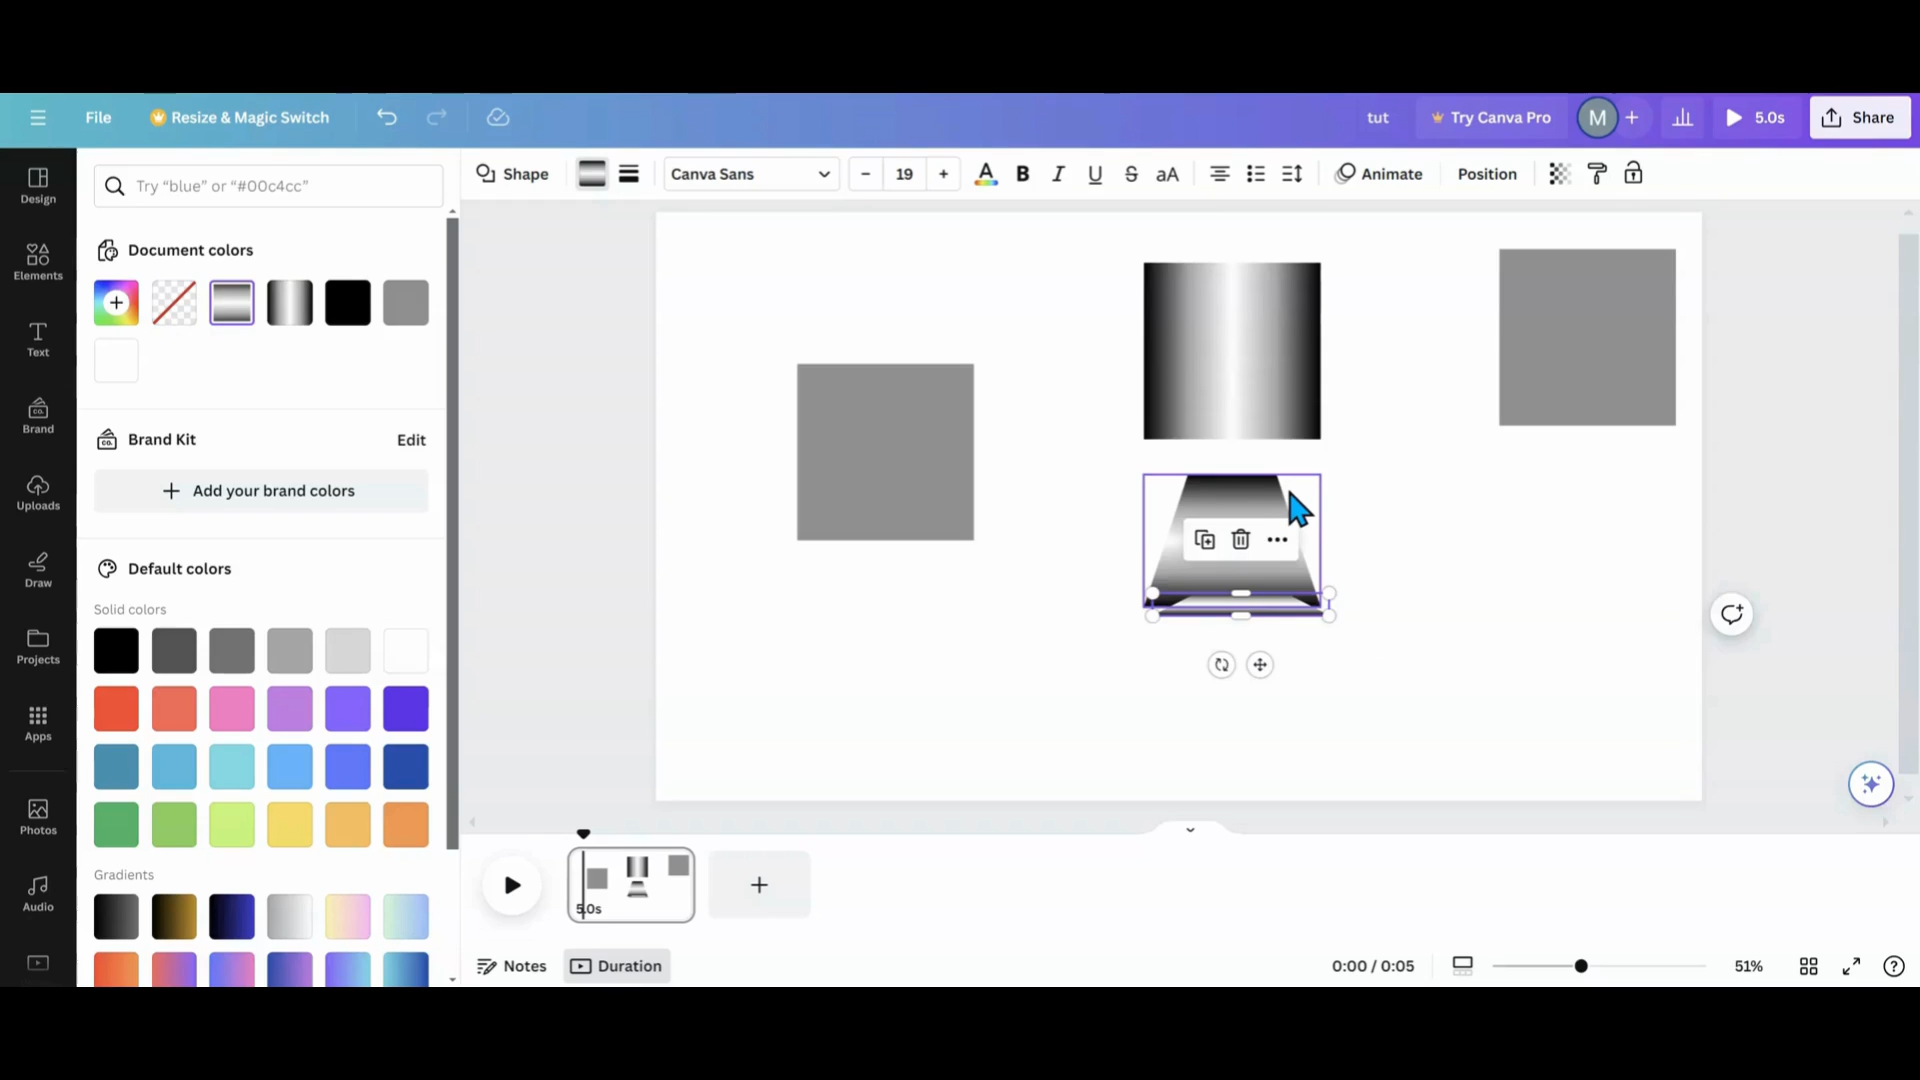 File
Resize & Magic Switch
tut
Try Canva Pro
M
5.0s
Share
Design
Elements
Text
Brand
Uploads
Draw
Projects
Apps
Photos
Audio
Try “blue” or “#00c4cc”
Document colors
Brand Kit
Edit
Add your brand colors
Default colors
Solid colors
Gradients
Shape
Canva Sans
19
A
B
I
U
S
aA
Animate
Position
5.0s
Notes
Duration
0:00 / 0:05
51%